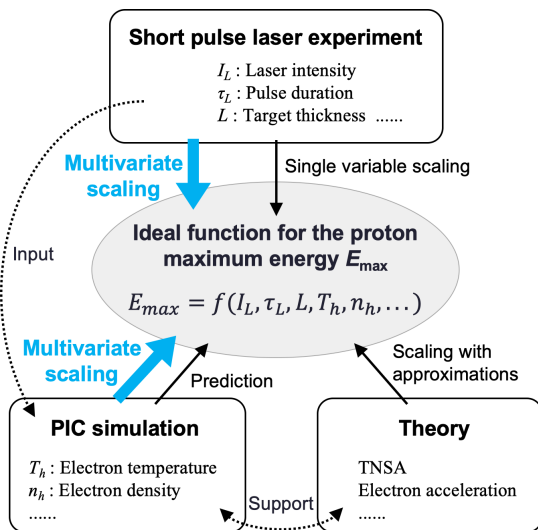 Short pulse laser experiment
I_L : Laser intensity
τ_L : Pulse duration
L : Target thickness ......
Multivariate
scaling
Single variable scaling
Input
Ideal function for the proton
maximum energy E_max
E_max = f(I_L, τ_L, L, T_h, n_h, ...)
Multivariate
scaling
Prediction
Scaling with
approximations
PIC simulation
T_h : Electron temperature
n_h : Electron density
......
Support
Theory
TNSA
Electron acceleration
......